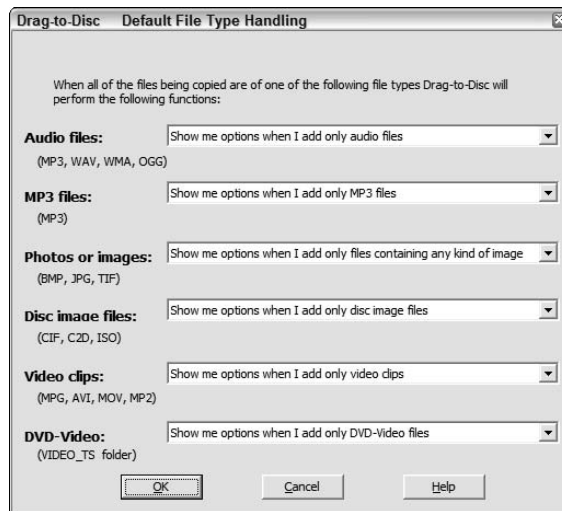 Drag-to-Disc Default File Type Handling
When all of the files being copied are of one of the following file types Drag-to-Disc will
perform the following functions:
Audio files: Show me options when I add only audio files
(MP3, WAV, WMA, OGG)
MP3 files: Show me options when I add only MP3 files
(MP3)
Photos or images: Show me options when I add only files containing any kind of image
(BMP, JPG, TIF)
Disc image files: Show me options when I add only disc image files
(CIF, C2D, ISO)
Video clips: Show me options when I add only video clips
(MPG, AVI, MOV, MP2)
DVD-Video: Show me options when I add only DVD-Video files
(VIDEO_TS folder)
OK Cancel Help